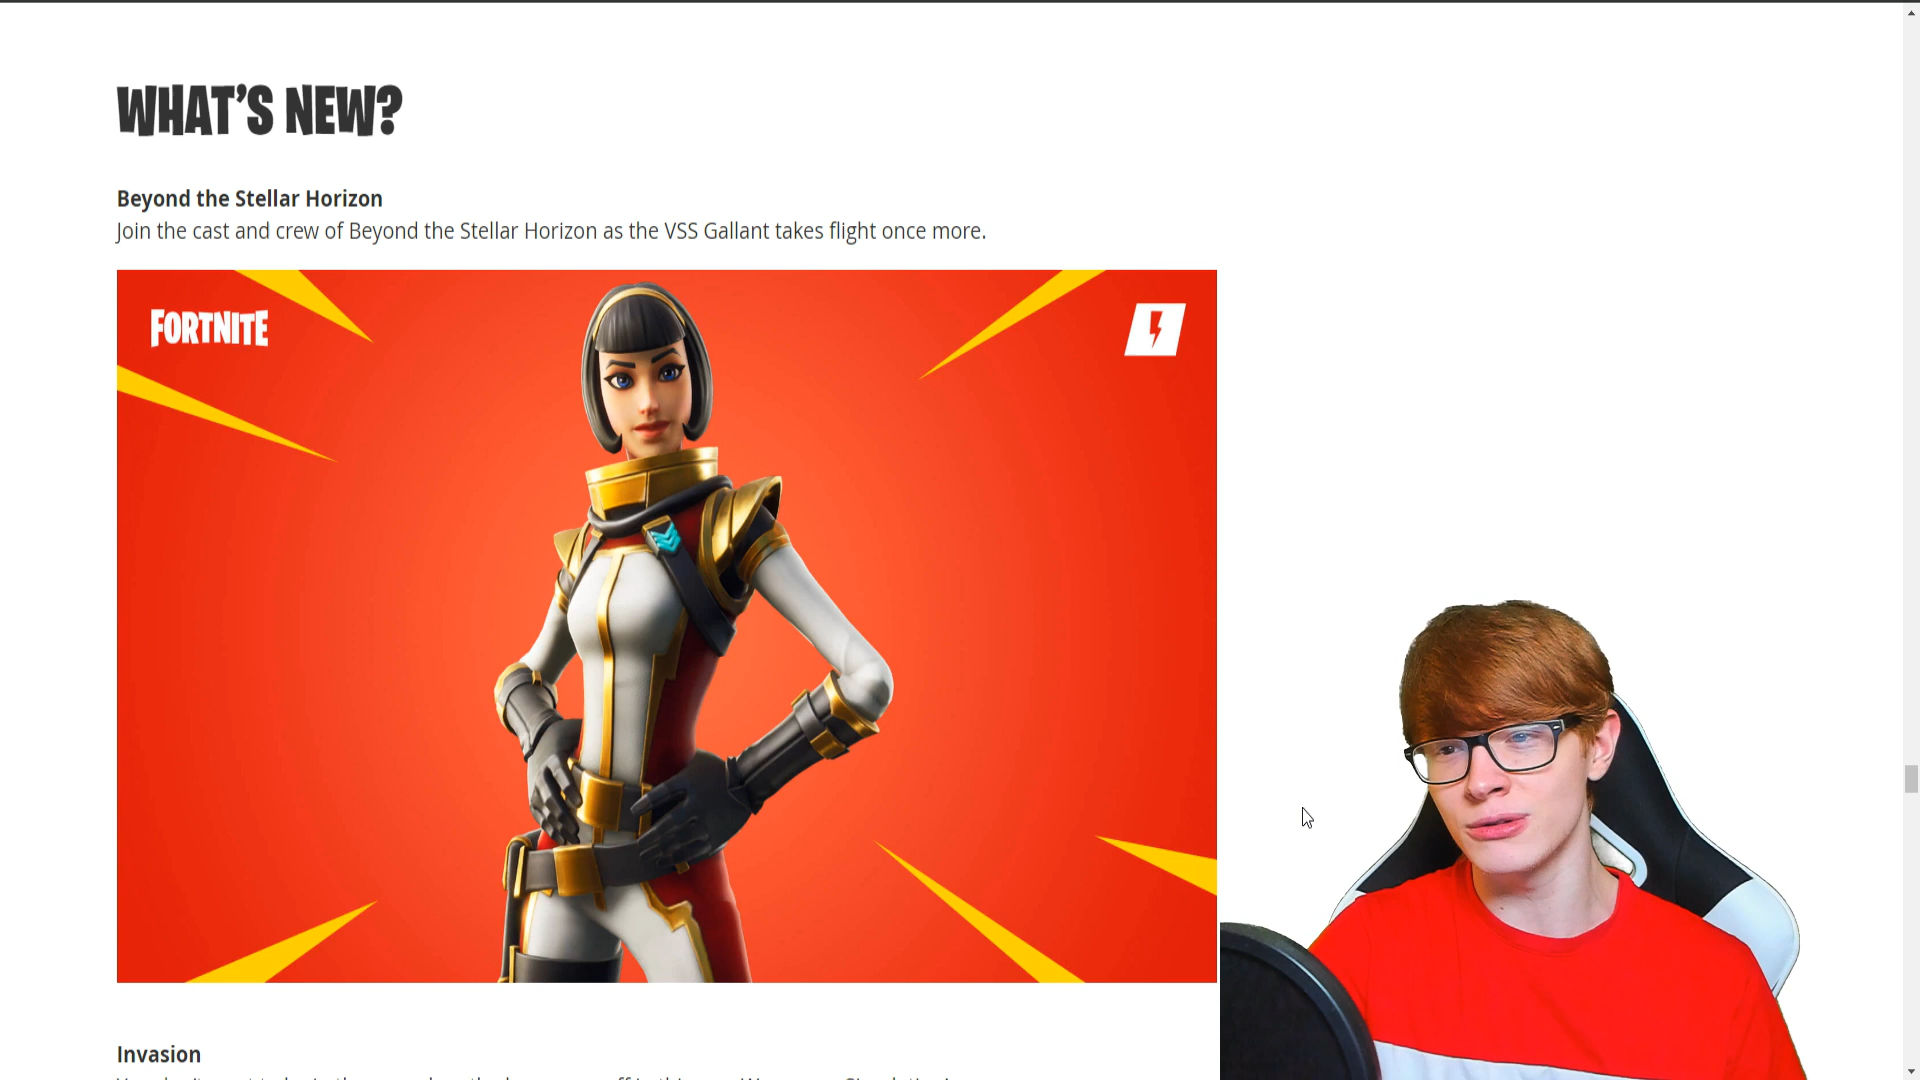 WHAT'S NEW?
Beyond the Stellar Horizon
Join the cast and crew of Beyond the Stellar Horizon as the VSS Gallant takes flight once more.
FORTNITE
Invasion